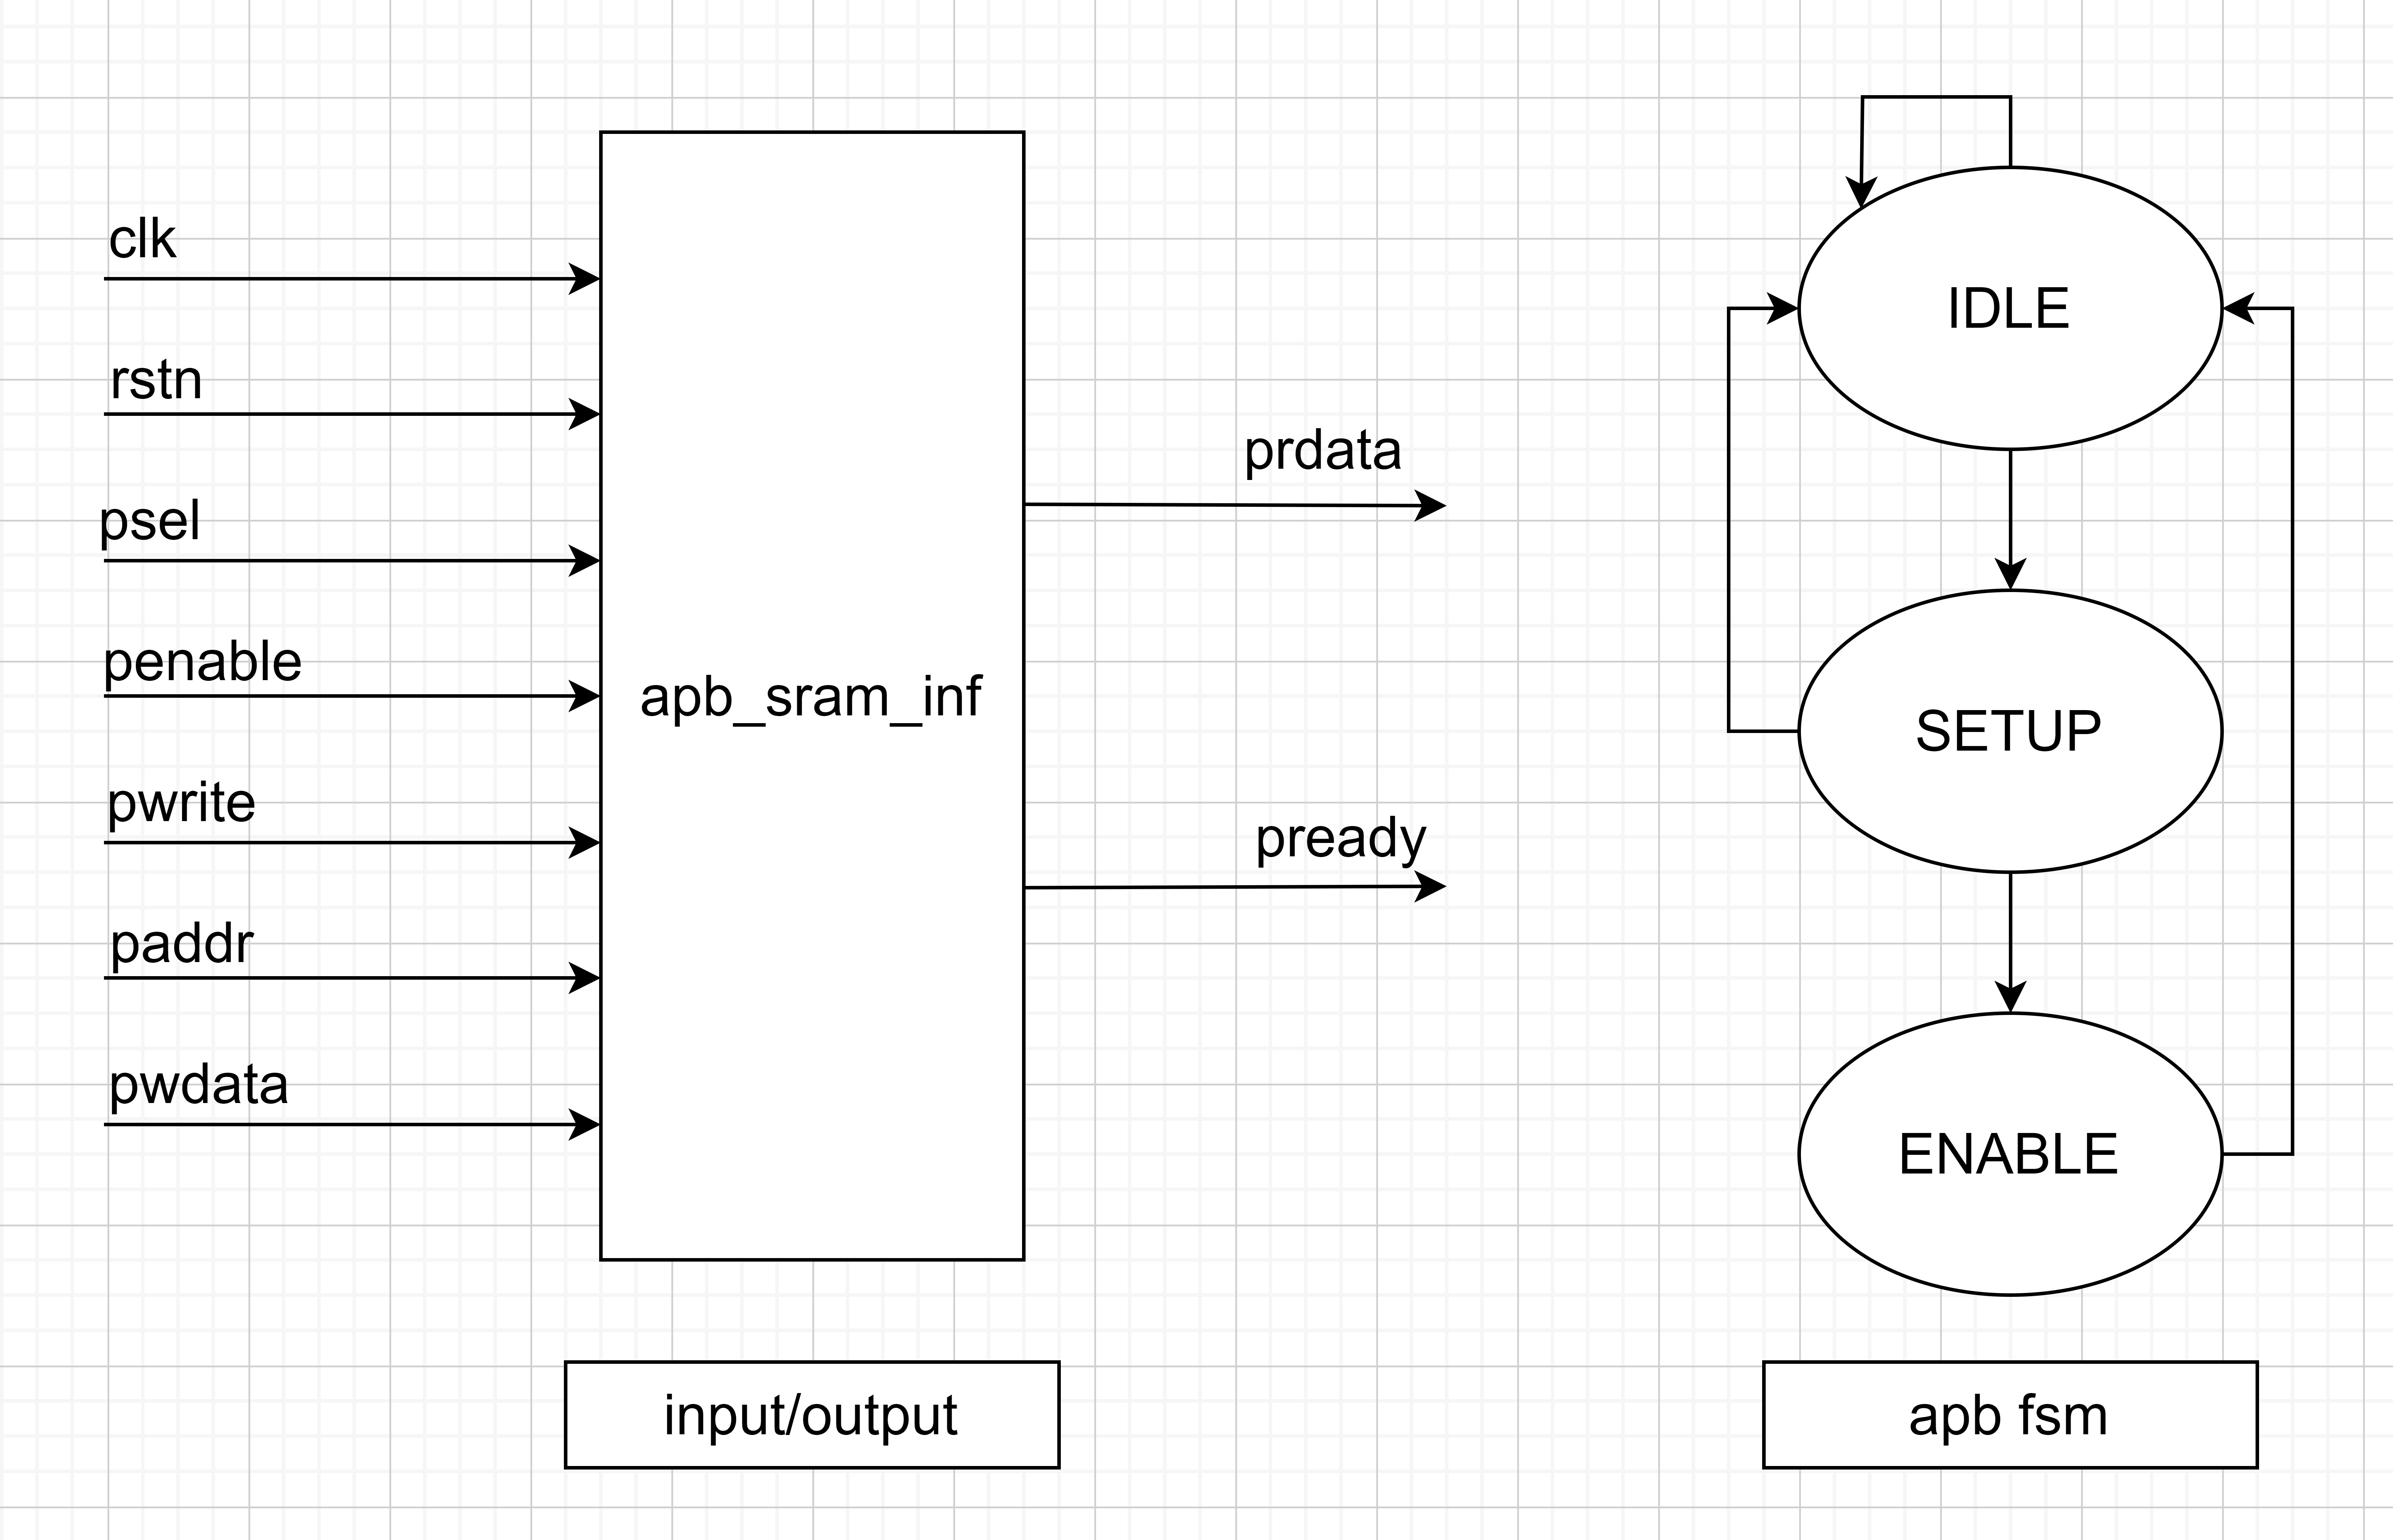 clk
rstn
psel
penable
pwrite
paddr
pwdata
apb_sram_inf
prdata
pready
input/output
IDLE
SETUP
ENABLE
apb fsm